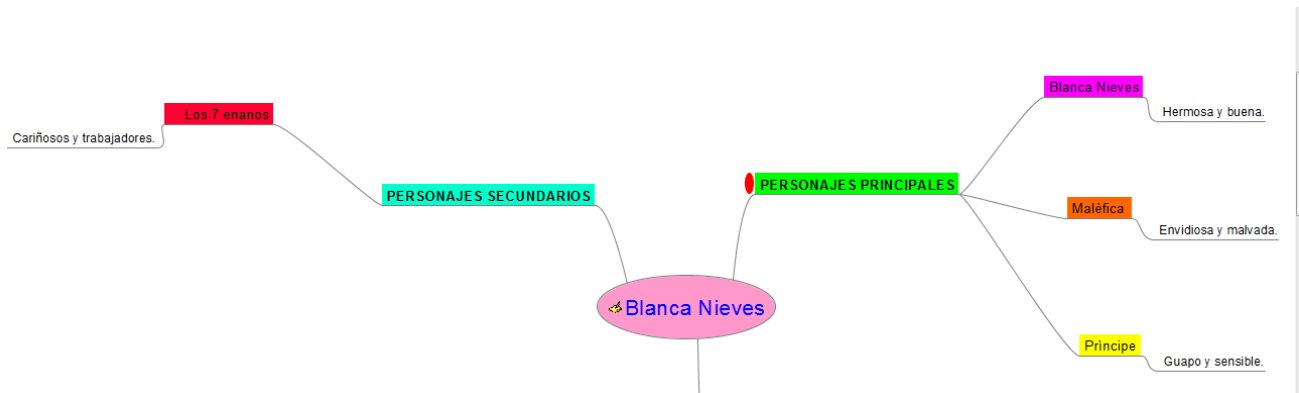 Blanca Nieves
PERSONAJES PRINCIPALES
Blanca Nieves
Hermosa y buena.
Maléfica
Envidiosa y malvada.
Prìncipe
Guapo y sensible.
PERSONAJES SECUNDARIOS
Los 7 enanos
Cariñosos y trabajadores.